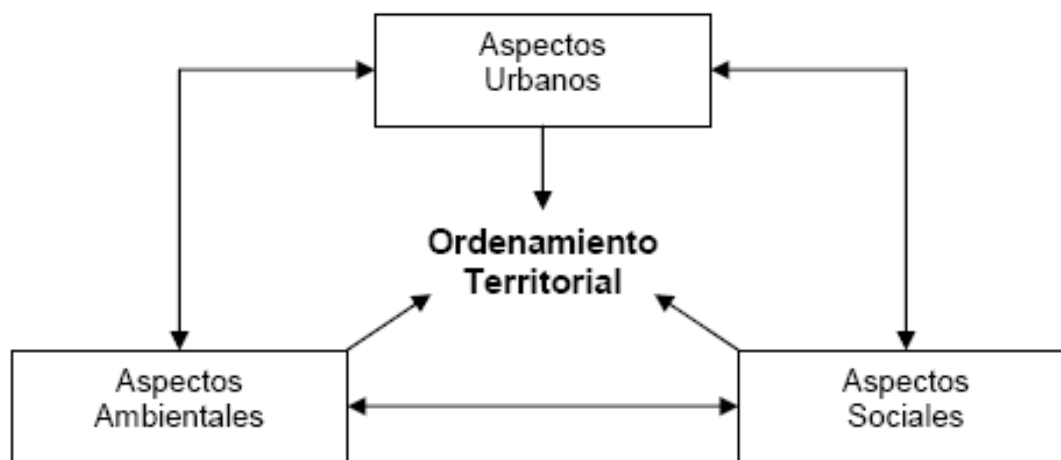 Aspectos
Urbanos
Ordenamiento
Territorial
Aspectos
Ambientales
Aspectos
Sociales